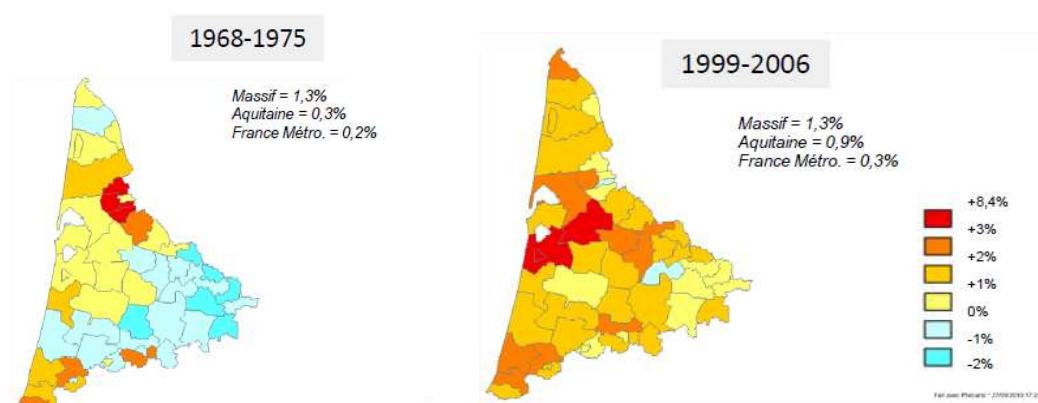 1968-1975
Massif = 1,3%
Aquitaine = 0,3%
France Métro. = 0,2%
1999-2006
Massif = 1,3%
Aquitaine = 0,9%
France Métro. = 0,3%
+8,4%
+3%
+2%
+1%
0%
-1%
-2%